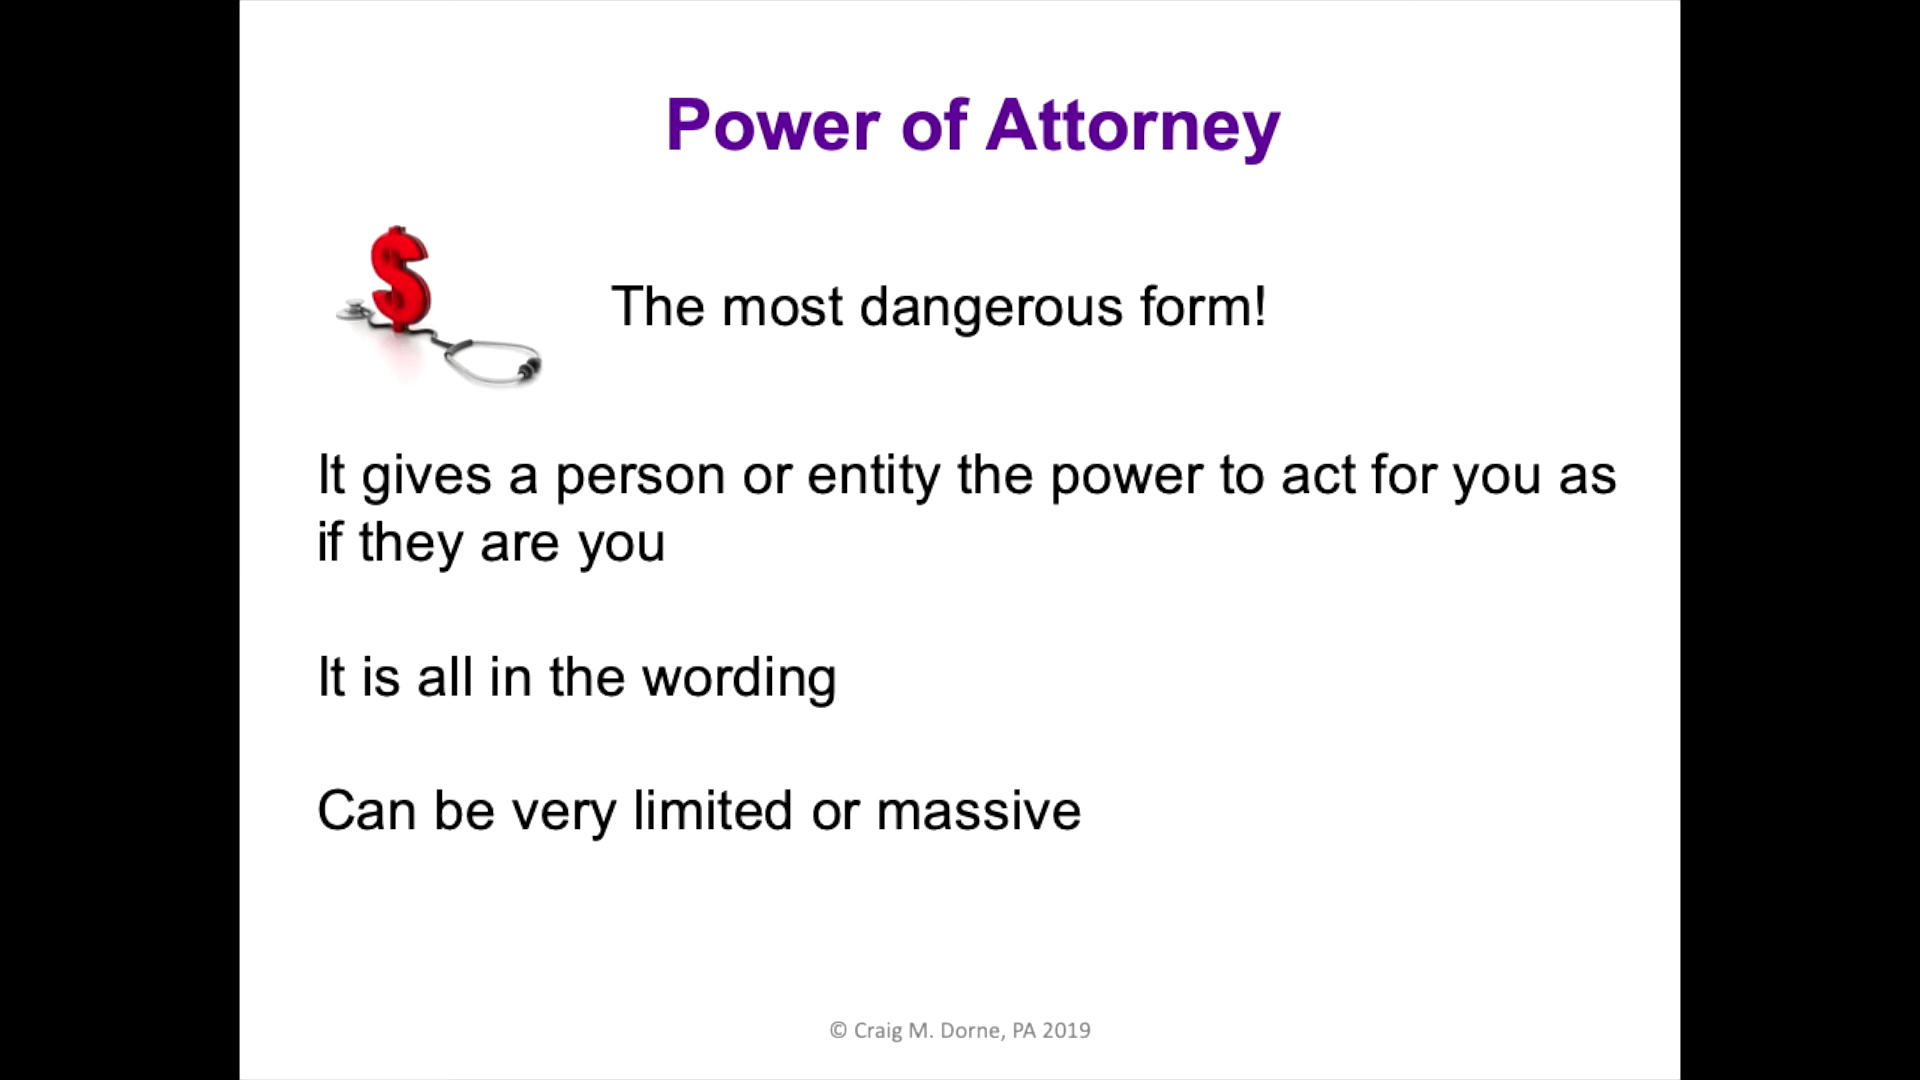 Power of Attorney
$
The most dangerous form!
It gives a person or entity the power to act for you as
if they are you
It is all in the wording
Can be very limited or massive
© Craig M. Dorne, PA 2019